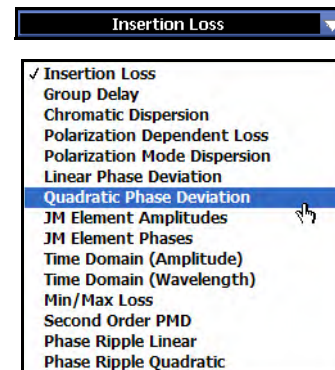 Insertion Loss
✓ Insertion Loss
Group Delay
Chromatic Dispersion
Polarization Dependent Loss
Polarization Mode Dispersion
Linear Phase Deviation
Quadratic Phase Deviation
JM Element Amplitudes
JM Element Phases
Time Domain (Amplitude)
Time Domain (Wavelength)
Min/Max Loss
Second Order PMD
Phase Ripple Linear
Phase Ripple Quadratic